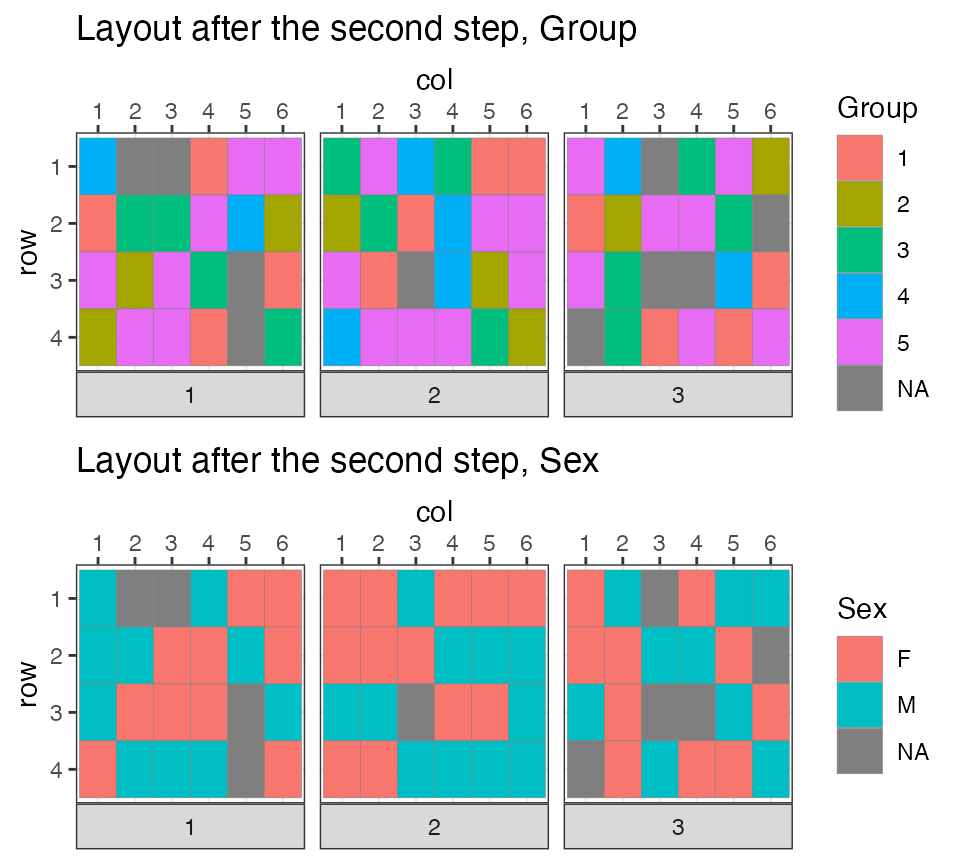 Layout after the second step, Group
col
1 2 3 4 5 6 1 2 3 4 5 6 1 2 3 4 5 6
row
1
2
3
4
1 2 3
Group
1
2
3
4
5
NA
Layout after the second step, Sex
col
1 2 3 4 5 6 1 2 3 4 5 6 1 2 3 4 5 6
row
1
2
3
4
1 2 3
Sex
F
M
NA